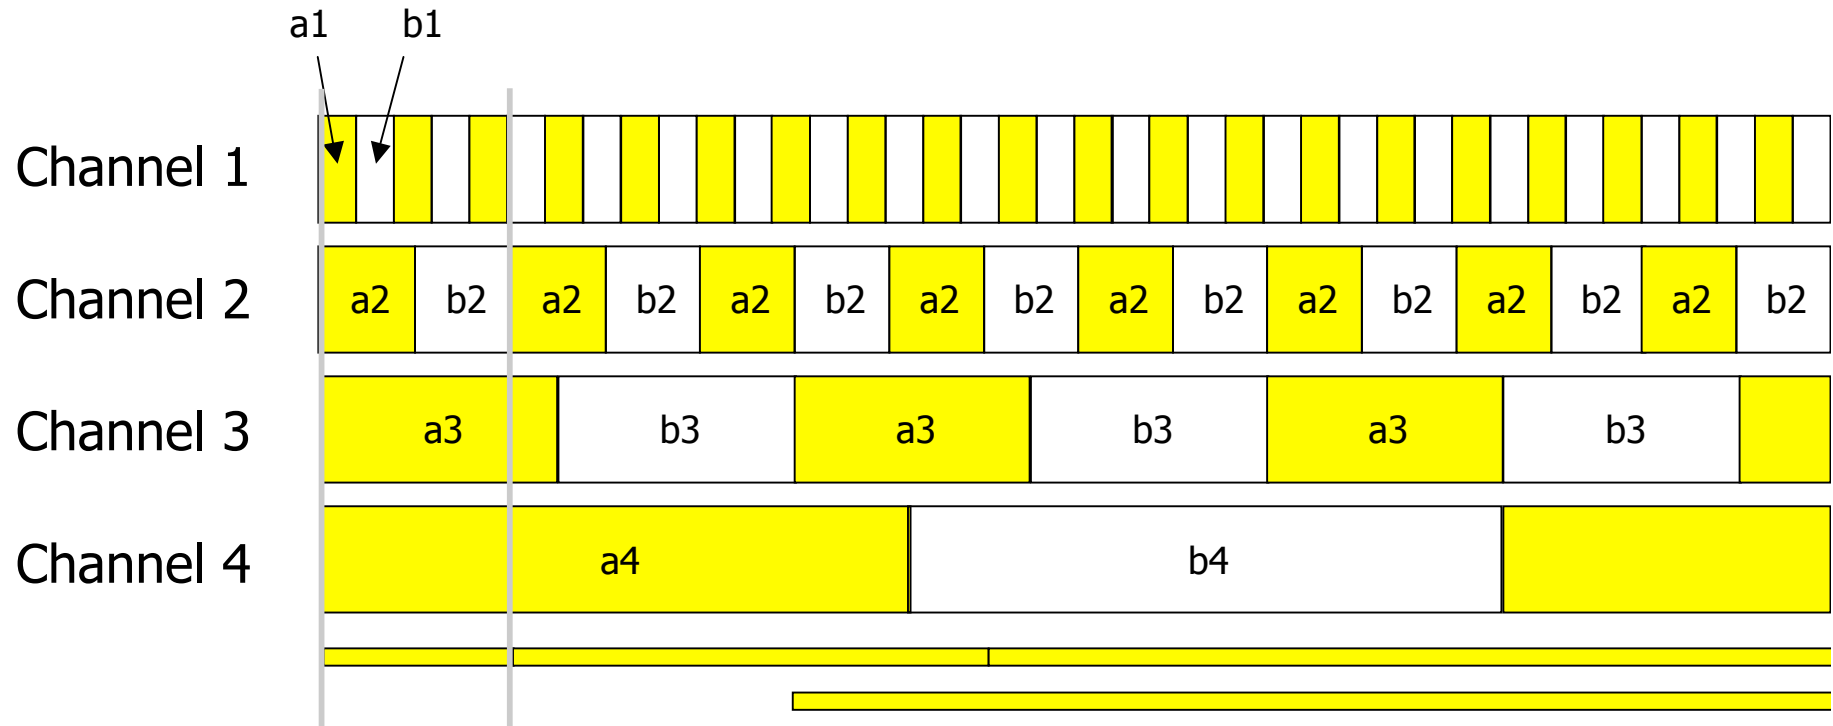 a1 b1
Channel 1
Channel 2 a2 b2 a2 b2 a2 b2 a2 b2 a2 b2 a2 b2 a2 b2 a2 b2
Channel 3 a3 b3 a3 b3 a3 b3
Channel 4 a4 b4